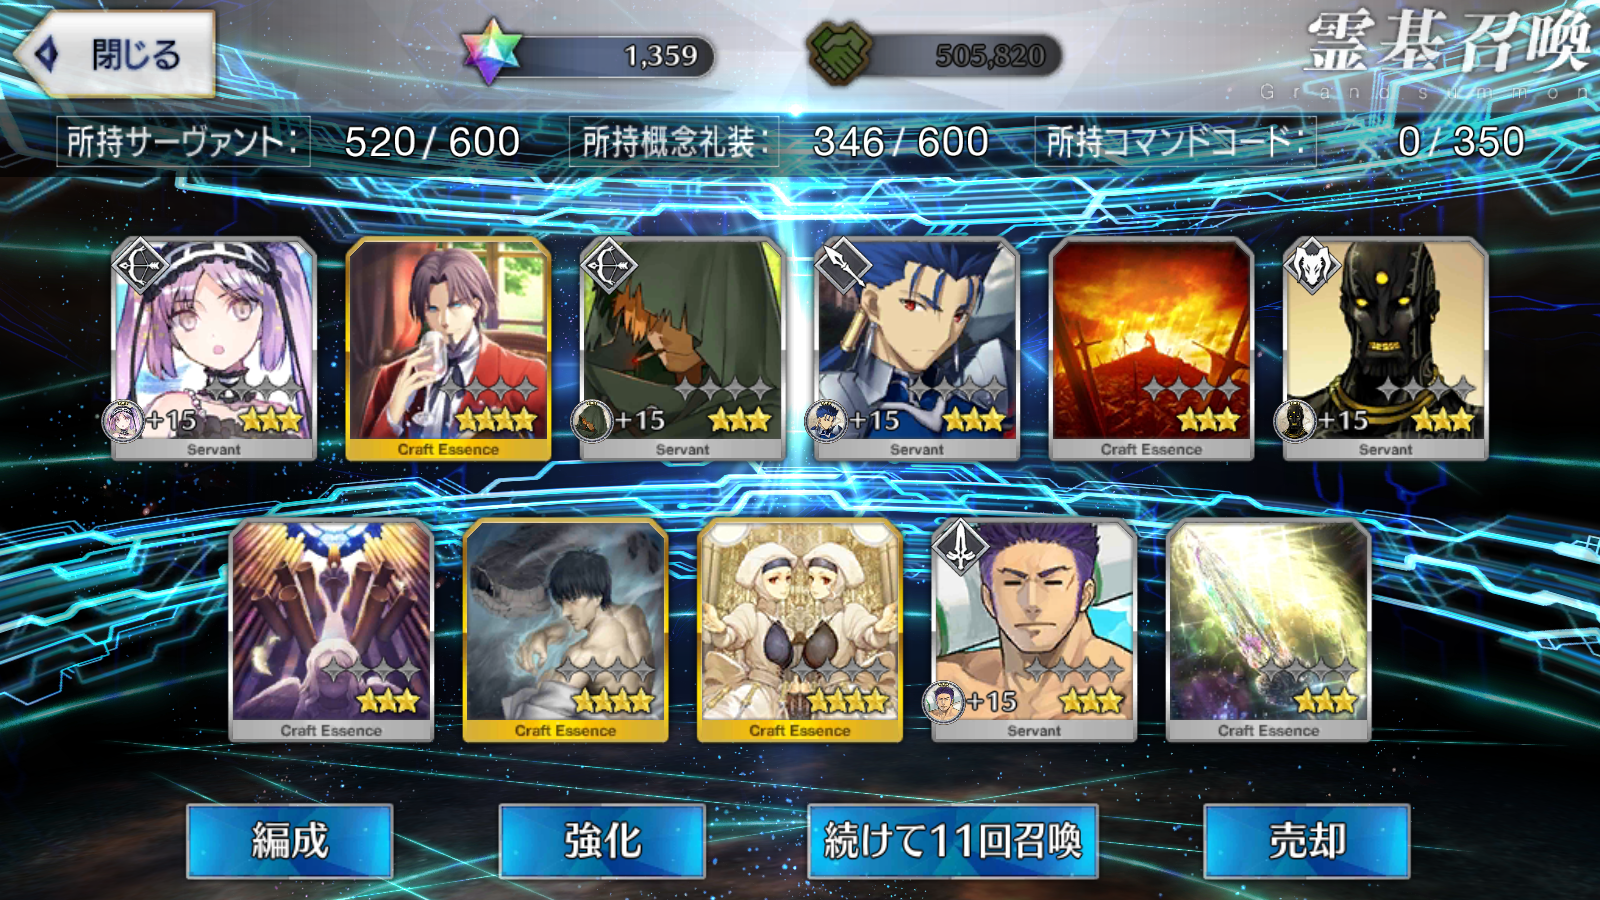 閉じる
1,359
505,820
霊基召喚
Grand summon
所持サーヴァント: 520/600
所持概念礼装: 346/600
所持コマンドコード: 0/350
+15
Servant
Craft Essence
+15
Servant
+15
Servant
Craft Essence
+15
Servant
Craft Essence
Craft Essence
Craft Essence
+15
Servant
Craft Essence
編成
強化
続けて11回召喚
売却